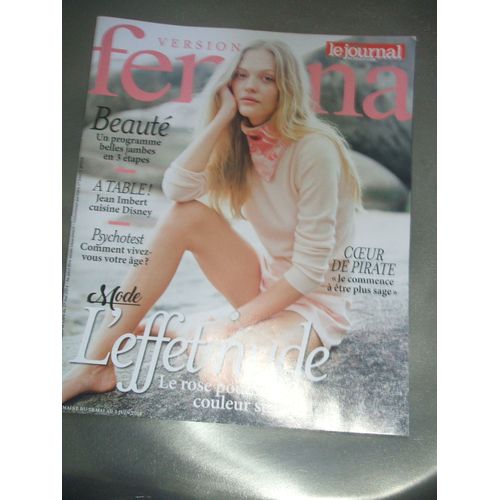 VERSION
femina
le journal
Beauté
Un programme
belles jambes
en 3 étapes
A TABLE !
Jean Imbert
cuisine Disney
Psychotest
Comment vivez-
vous votre âge ?
CŒUR
DE PIRATE
« Je commence
à être plus sage »
Mode
L'effet nude
Le rose
couleur